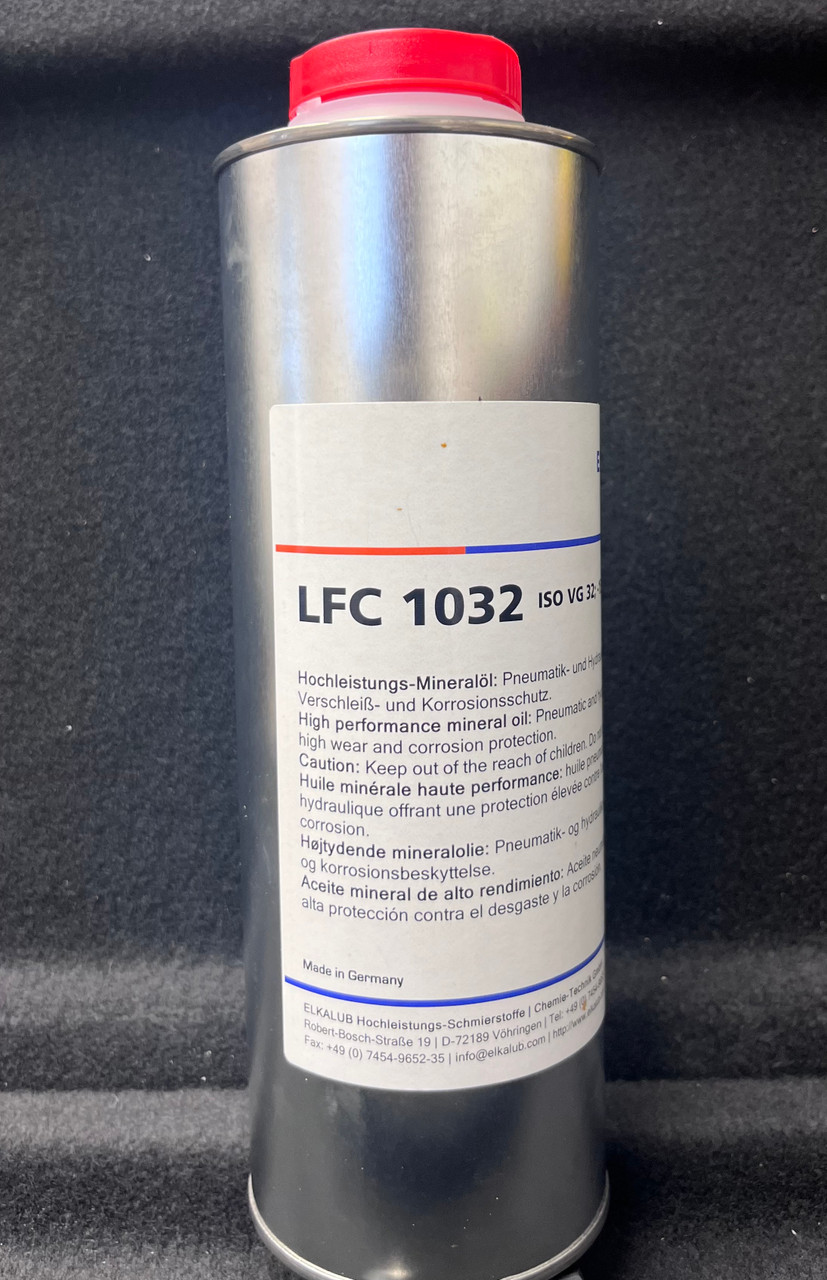 LFC 1032 ISO VG 32;
Hochleistungs-Mineralöl: Pneumatik- und
Verschleiß- und Korrosionsschutz.
High performance mineral oil: Pneumatic and
high wear and corrosion protection.
Caution: Keep out of the reach of children. Do
Huile minérale haute performance: huile
hydraulique offrant une protection élevée contre
corrosion.
Højtydende mineralolie: Pneumatik- og
og korrosionsbeskyttelse.
Aceite mineral de alto rendimiento: Aceite
alta protección contra el desgaste y la corrosión
Made in Germany
ELKALUB Hochleistungs-Schmierstoffe | Chemie-Technik
Robert-Bosch-Straße 19 | D-72189 Vöhringen | Tel: +49
Fax: +49 (0) 7454-9652-35 | info@elkalub.com |